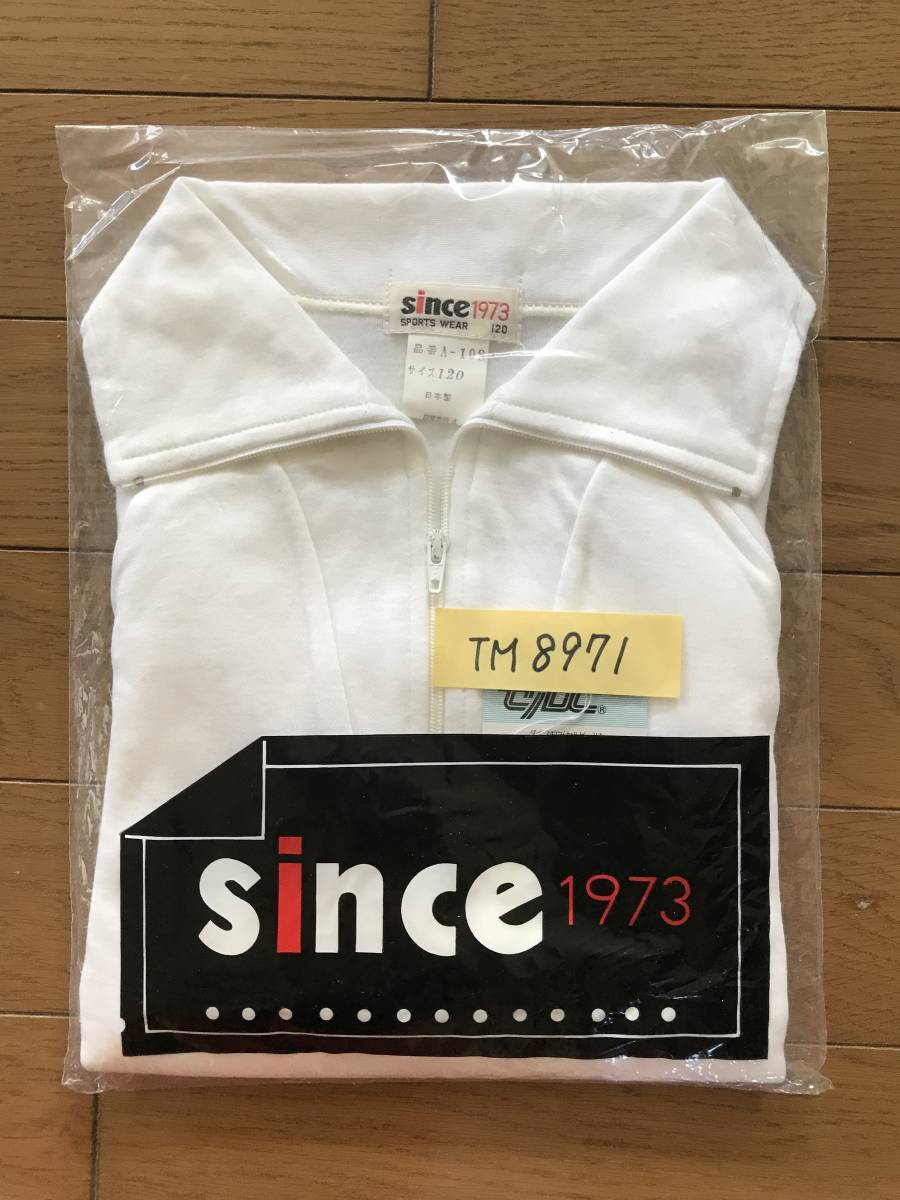 since 1973
SPORTS WEAR 120
品番 A-108
サイズ 120
日本製
TM 8971
since 1973